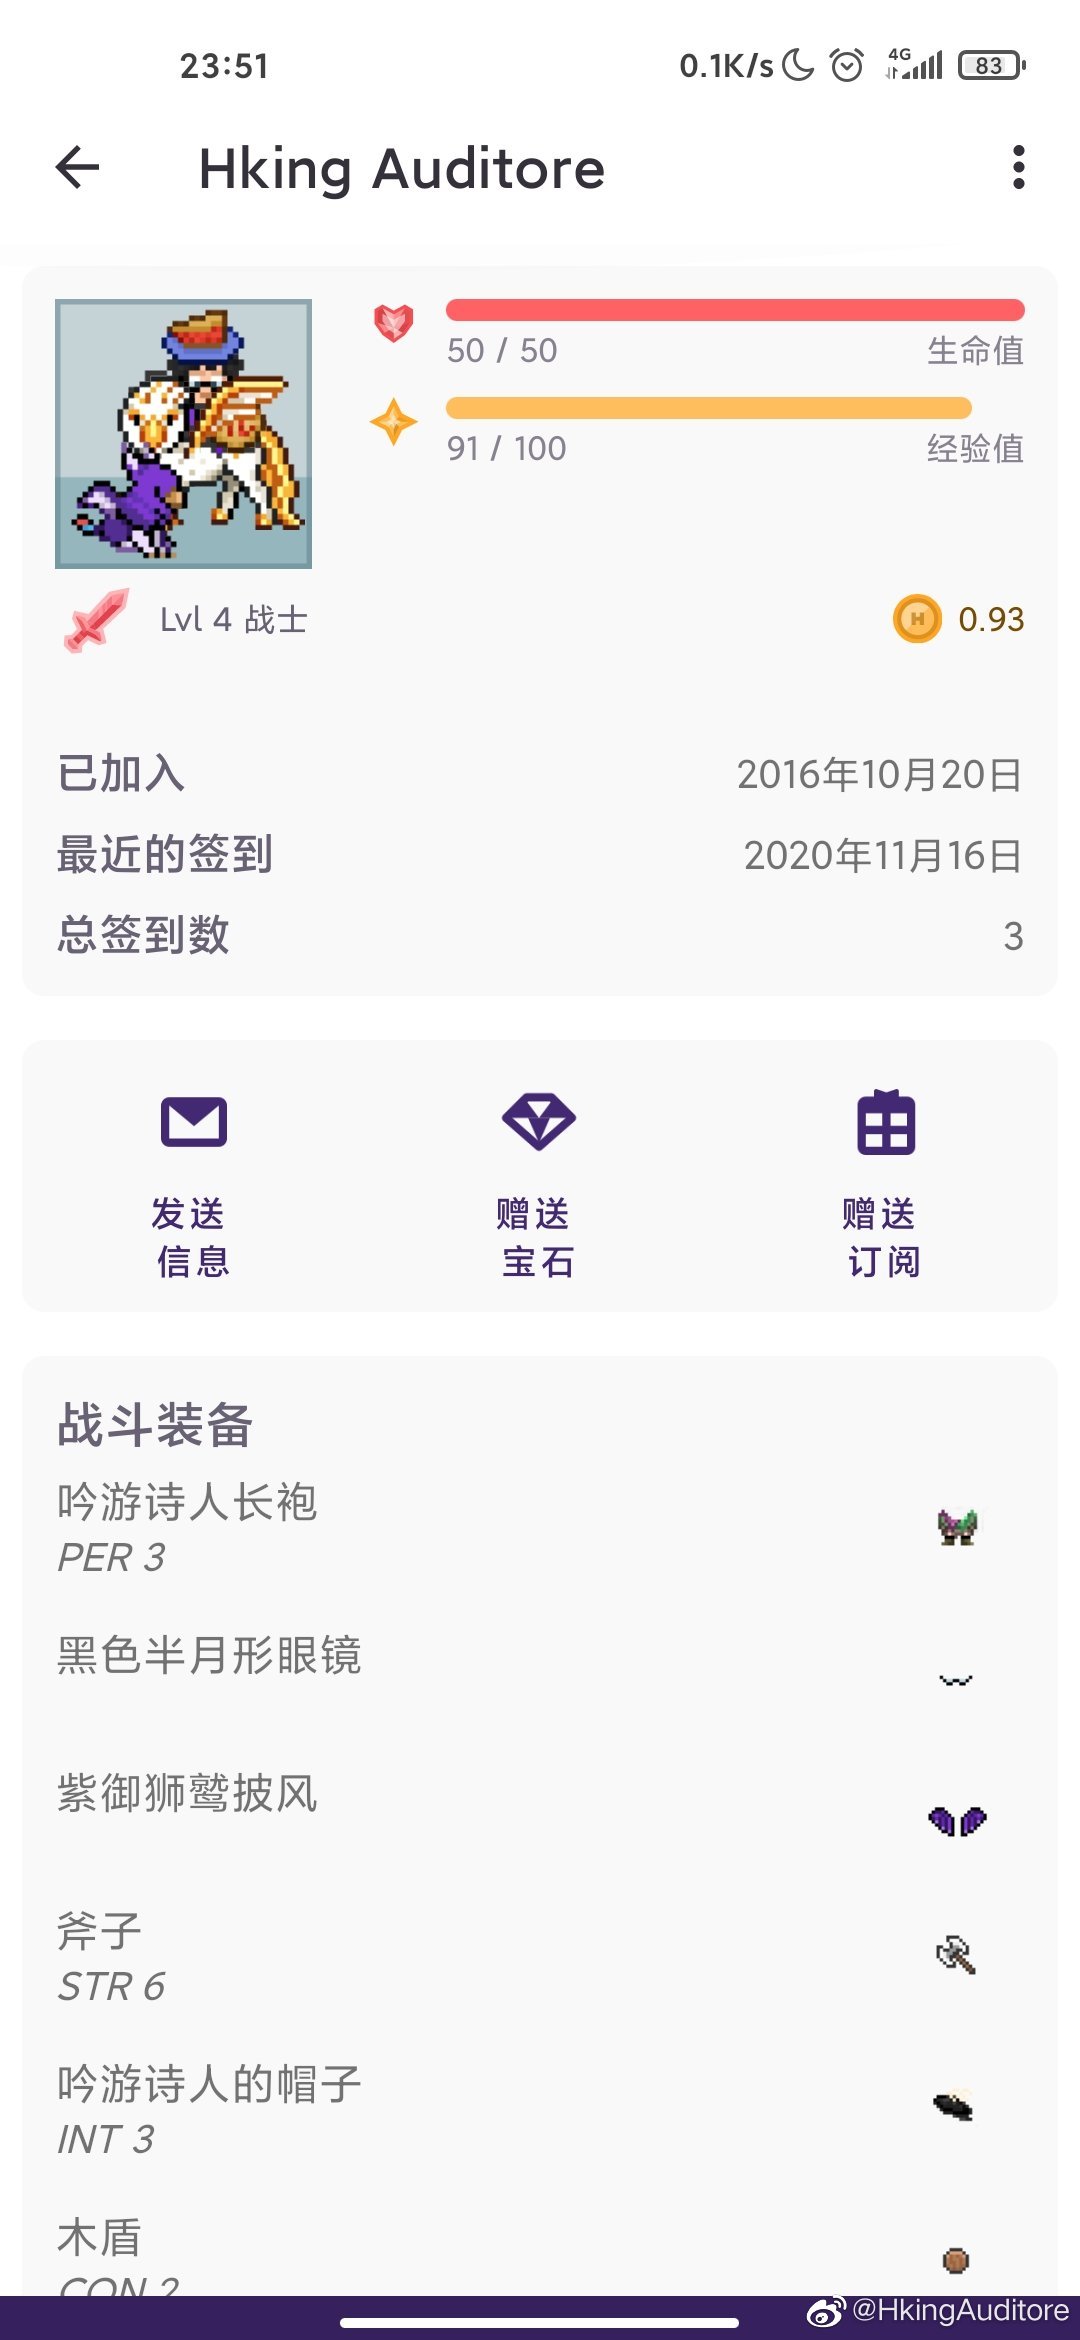 23:51
0.1K/s
4G
83
Hking Auditore
50 / 50
生命值
91 / 100
经验值
Lvl 4 战士
H
0.93
已加入
2016年10月20日
最近的签到
2020年11月16日
总签到数
3
发送
信息
赠送
宝石
赠送
订阅
战斗装备
吟游诗人长袍
PER 3
黑色半月形眼镜
紫御狮鹫披风
斧子
STR 6
吟游诗人的帽子
INT 3
木盾
CON 2
@HkingAuditore